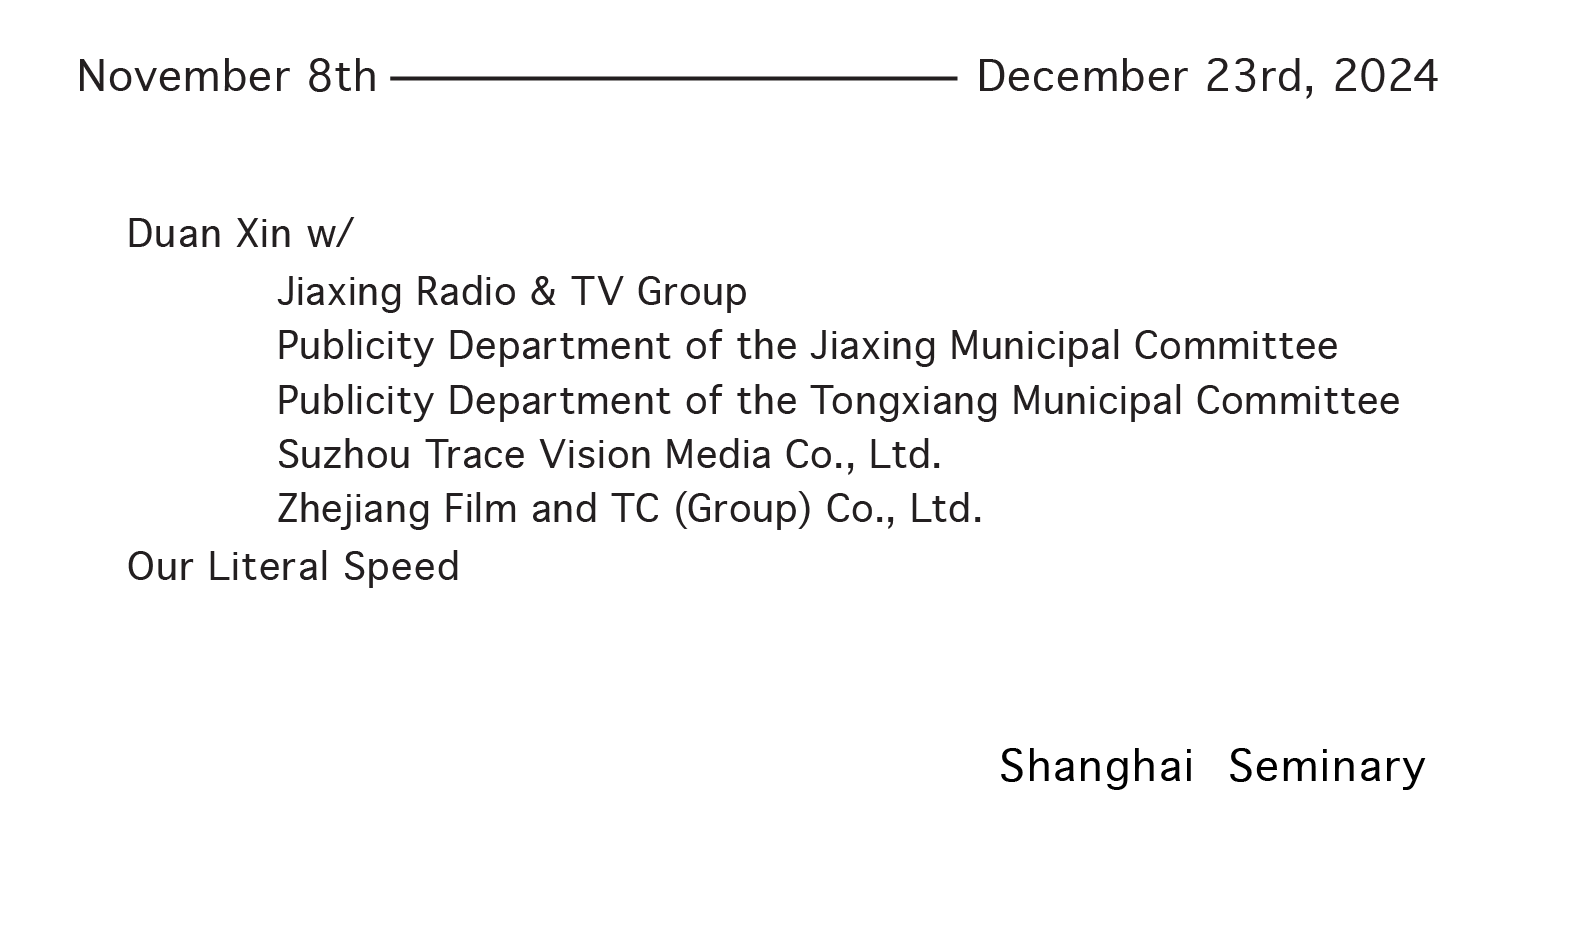 November 8th — December 23rd, 2024
Duan Xin w/
Jiaxing Radio & TV Group
Publicity Department of the Jiaxing Municipal Committee
Publicity Department of the Tongxiang Municipal Committee
Suzhou Trace Vision Media Co., Ltd.
Zhejiang Film and TC (Group) Co., Ltd.
Our Literal Speed
Shanghai Seminary